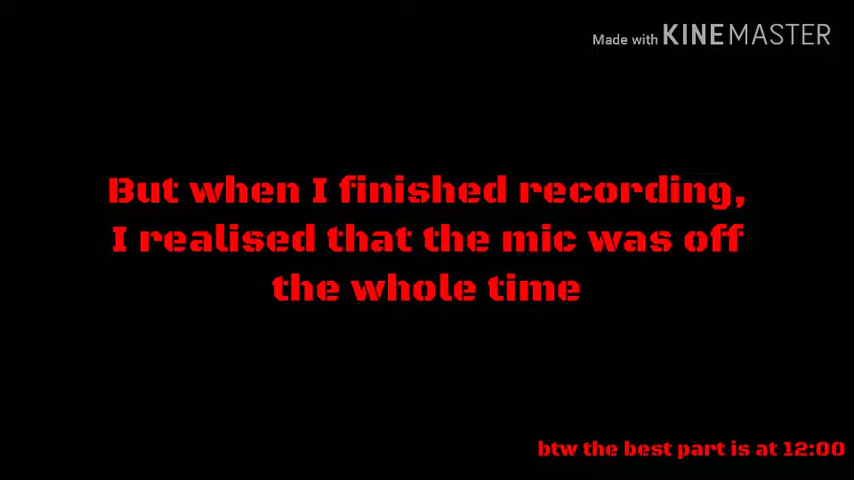 Made with KINEMASTER
But when I finished recording,
I realised that the mic was off
the whole time
btw the best part is at 12:00